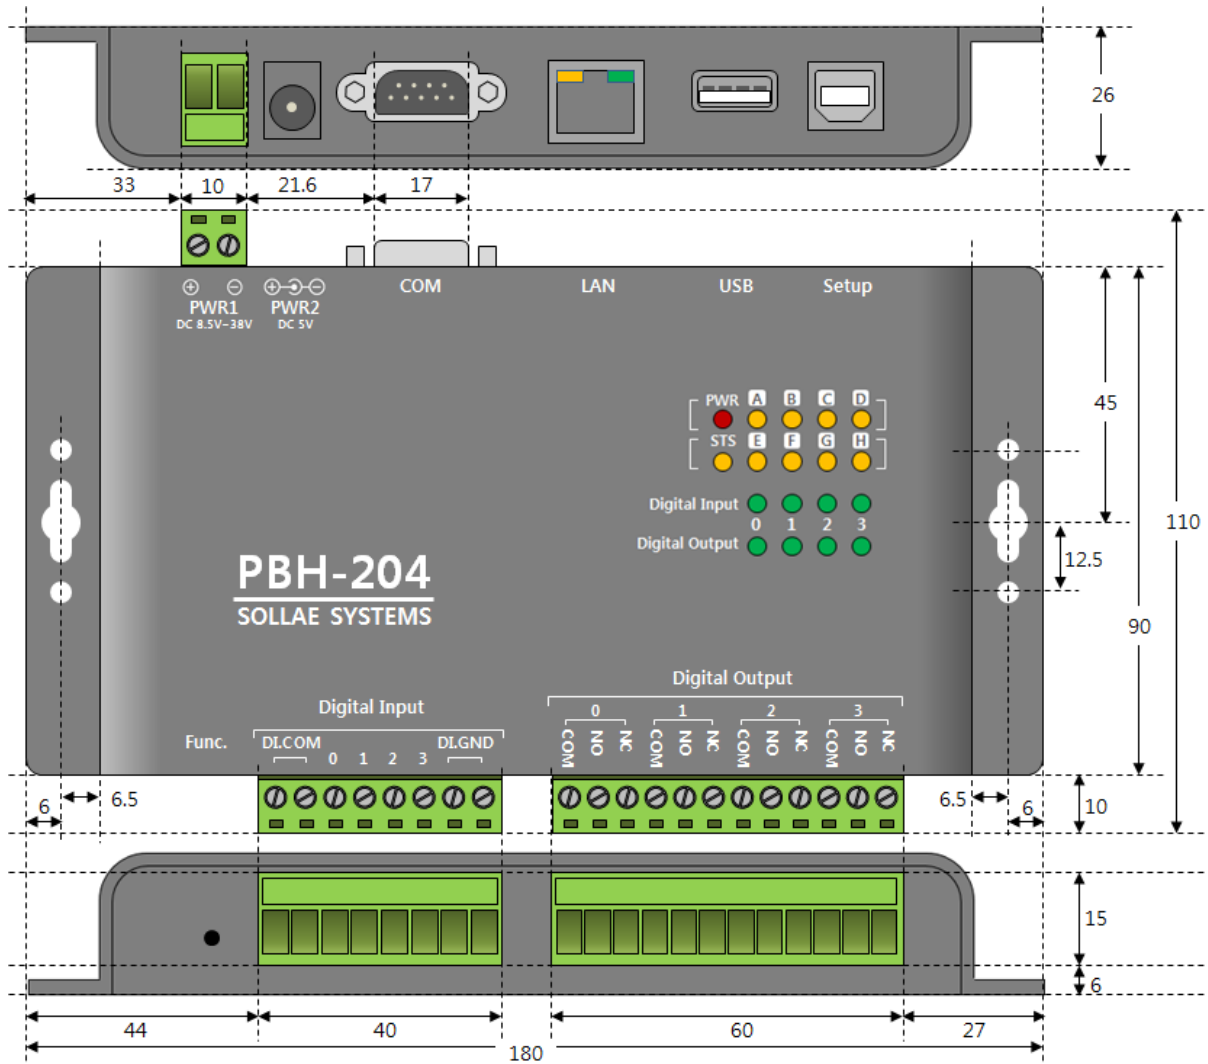 26
33 10 21.6 17
COM LAN USB Setup
PWR1 PWR2
DC 8.5V-38V DC 5V
45
PWR A B C D
STS E F G H
Digital Input
0 1 2 3
Digital Output
110
12.5
PBH-204
SOLLAE SYSTEMS
90
Digital Output
Digital Input
0 1 2 3
Func. DI.COM 0 1 2 3 DI.GND
COM NO NC COM NO NC COM NO NC COM NO NC
6 6.5 6.5 6 10
15
6
44 40 60 27
180